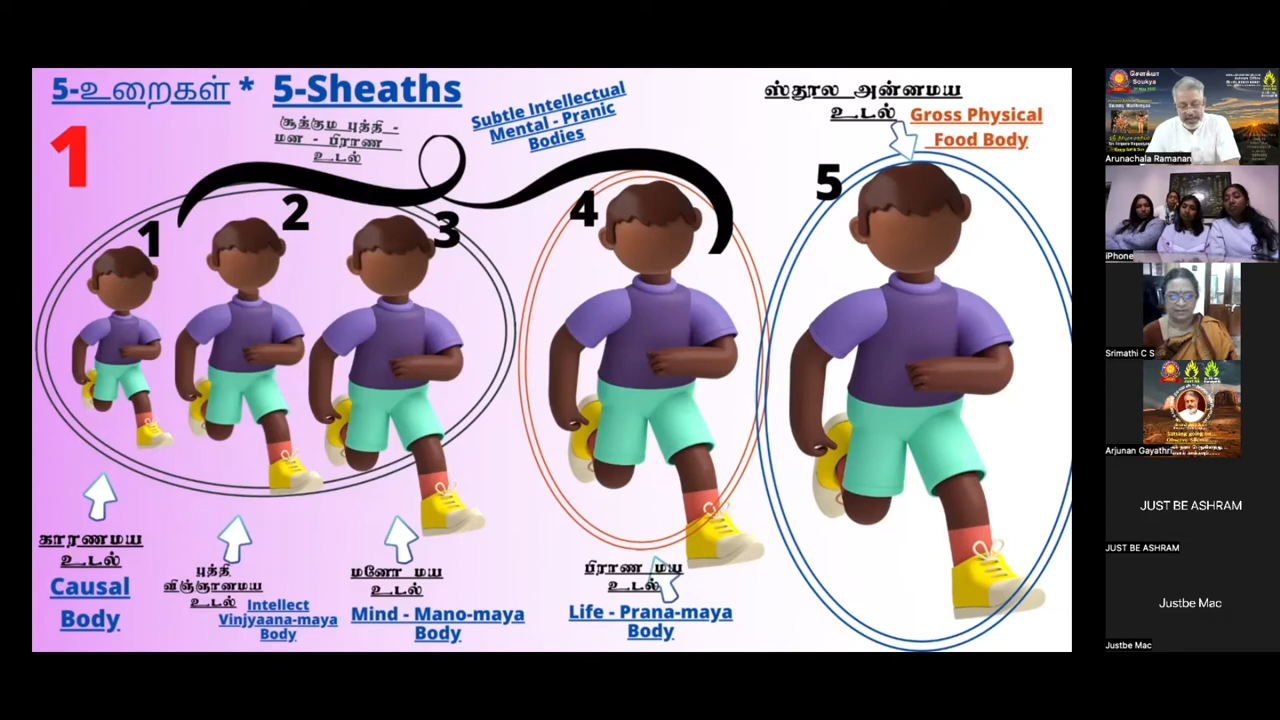 5-உறைகள் * 5-Sheaths
1
சூக்கும புத்தி -
மன - பிராண
உடல்
Subtle Intellectual
Mental - Pranic
Bodies
ஸ்தூல அன்னமய
உடல்
Gross Physical
Food Body
1
2
3
4
5
காரணமய
உடல்
Causal
Body
புத்தி
விஞ்ஞானமய
உடல்
Intellect
Vinjyaana-maya
Body
மனோ மய
உடல்
Mind - Mano-maya
Body
பிராண மய
உடல்
Life - Prana-maya
Body
சௌக்யா
Soukya
Arunachala Ramanan
iPhone
Srimathi C S
Arjunan Gayathri
JUST BE ASHRAM
JUST BE ASHRAM
Justbe Mac
Justbe Mac